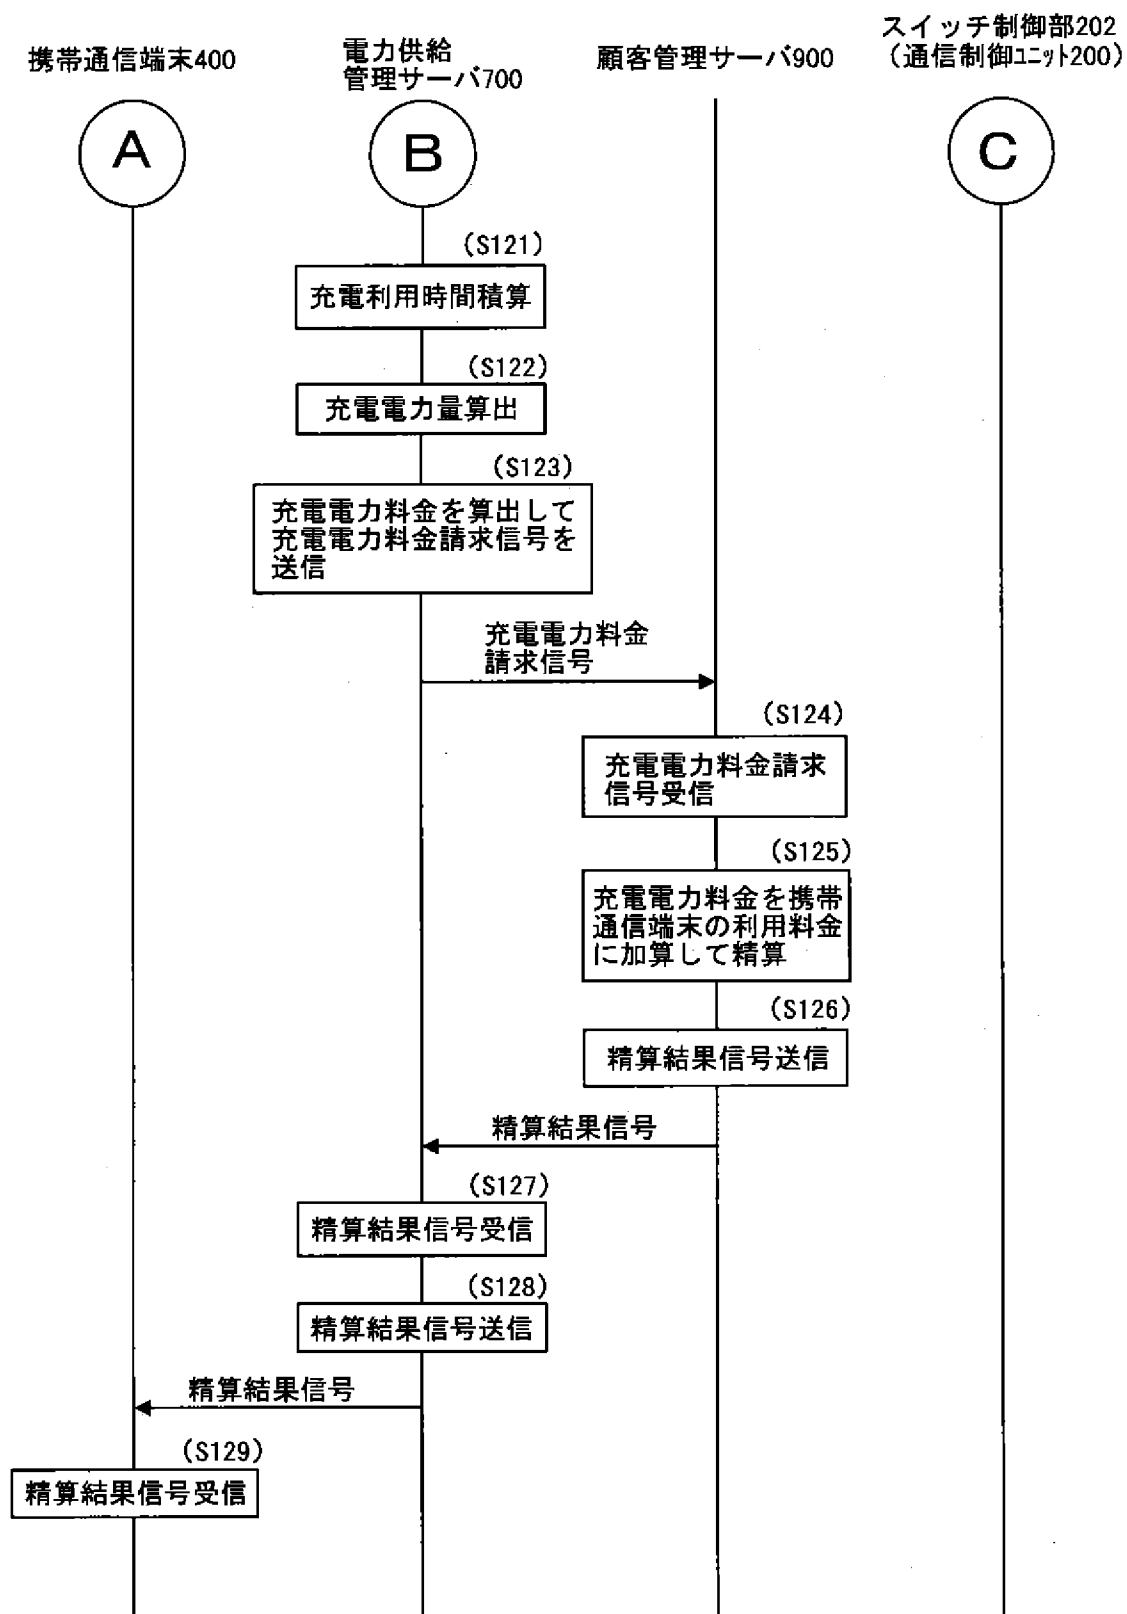 携帯通信端末400
電力供給
管理サーバ700
顧客管理サーバ900
スイッチ制御部202
（通信制御ユニット200）
A
B
C
（S121）
充電利用時間積算
（S122）
充電電力量算出
（S123）
充電電力料金を算出して
充電電力料金請求信号を
送信
充電電力料金
請求信号
（S124）
充電電力料金請求
信号受信
（S125）
充電電力料金を携帯
通信端末の利用料金
に加算して精算
（S126）
精算結果信号送信
精算結果信号
（S127）
精算結果信号受信
（S128）
精算結果信号送信
精算結果信号
（S129）
精算結果信号受信